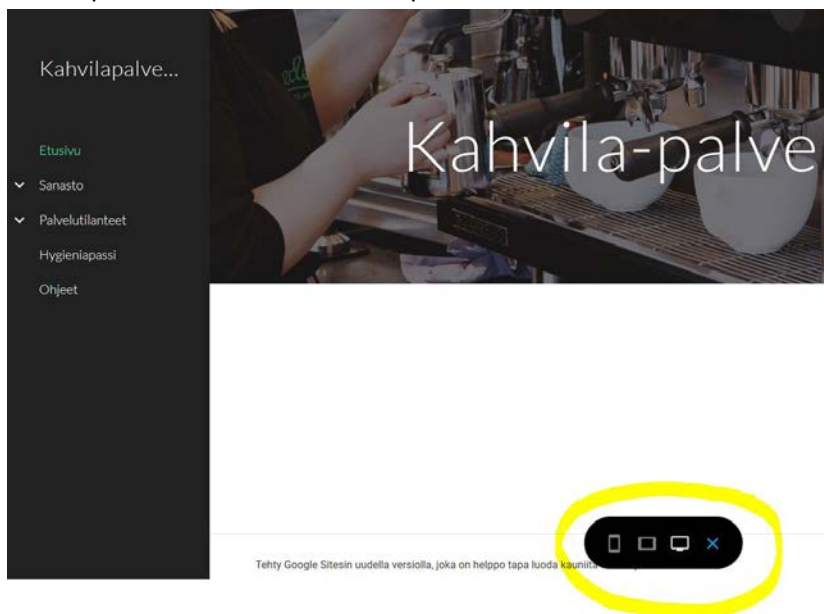 Kahvilapalve...
Kahvila-palve
Etusivu
Sanasto
Palvelutilanteet
Hygieniapassi
Ohjeet
Tehty Google Sitesin uudella versiolla, joka on helppo tapa luoda kauniita